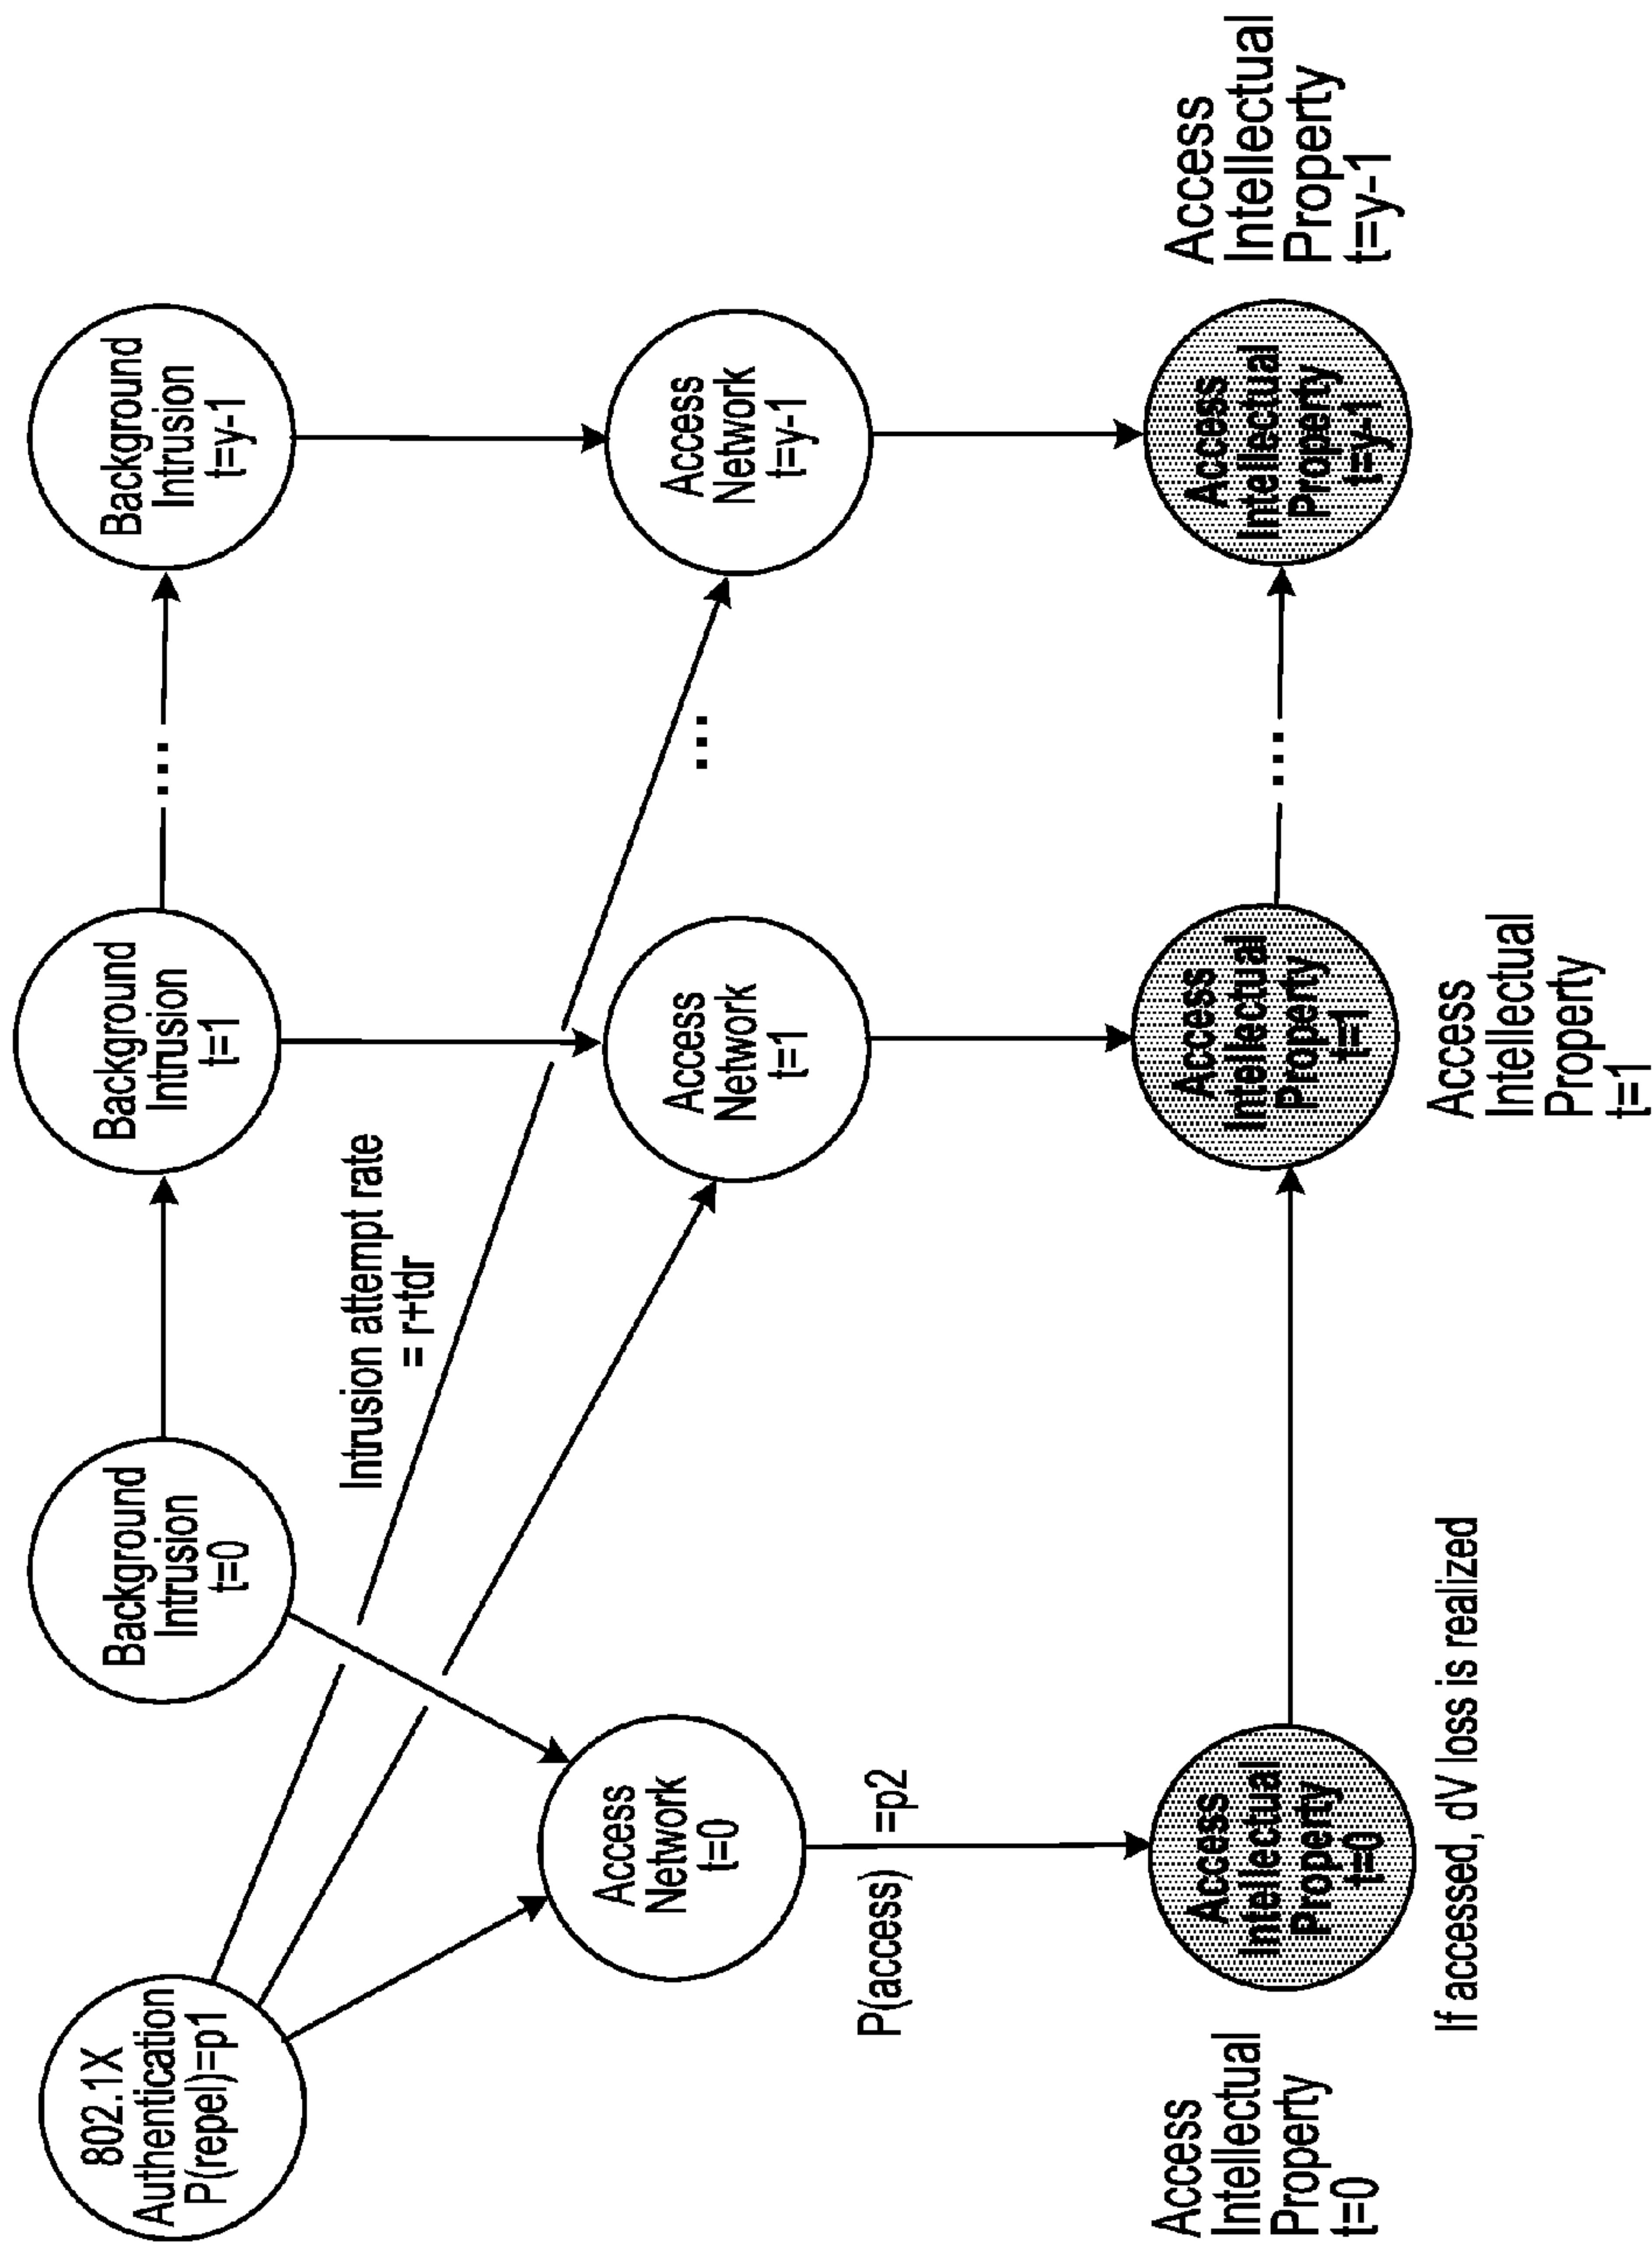 802.1X
Authentication
P(repel)=p1
Background
Intrusion
t=0
Background
Intrusion
t=1
...
Background
Intrusion
t=y-1
Intrusion attempt rate
= r+tdr
Access
Network
t=0
Access
Network
t=1
...
Access
Network
t=y-1
P(access) =p2
Access
Intellectual
Property
t=0
Access
Intellectual
Property
t=0
If accessed, dV loss is realized
Access
Intellectual
Property
t=1
Access
Intellectual
Property
t=1
...
Access
Intellectual
Property
t=y-1
Access
Intellectual
Property
t=y-1